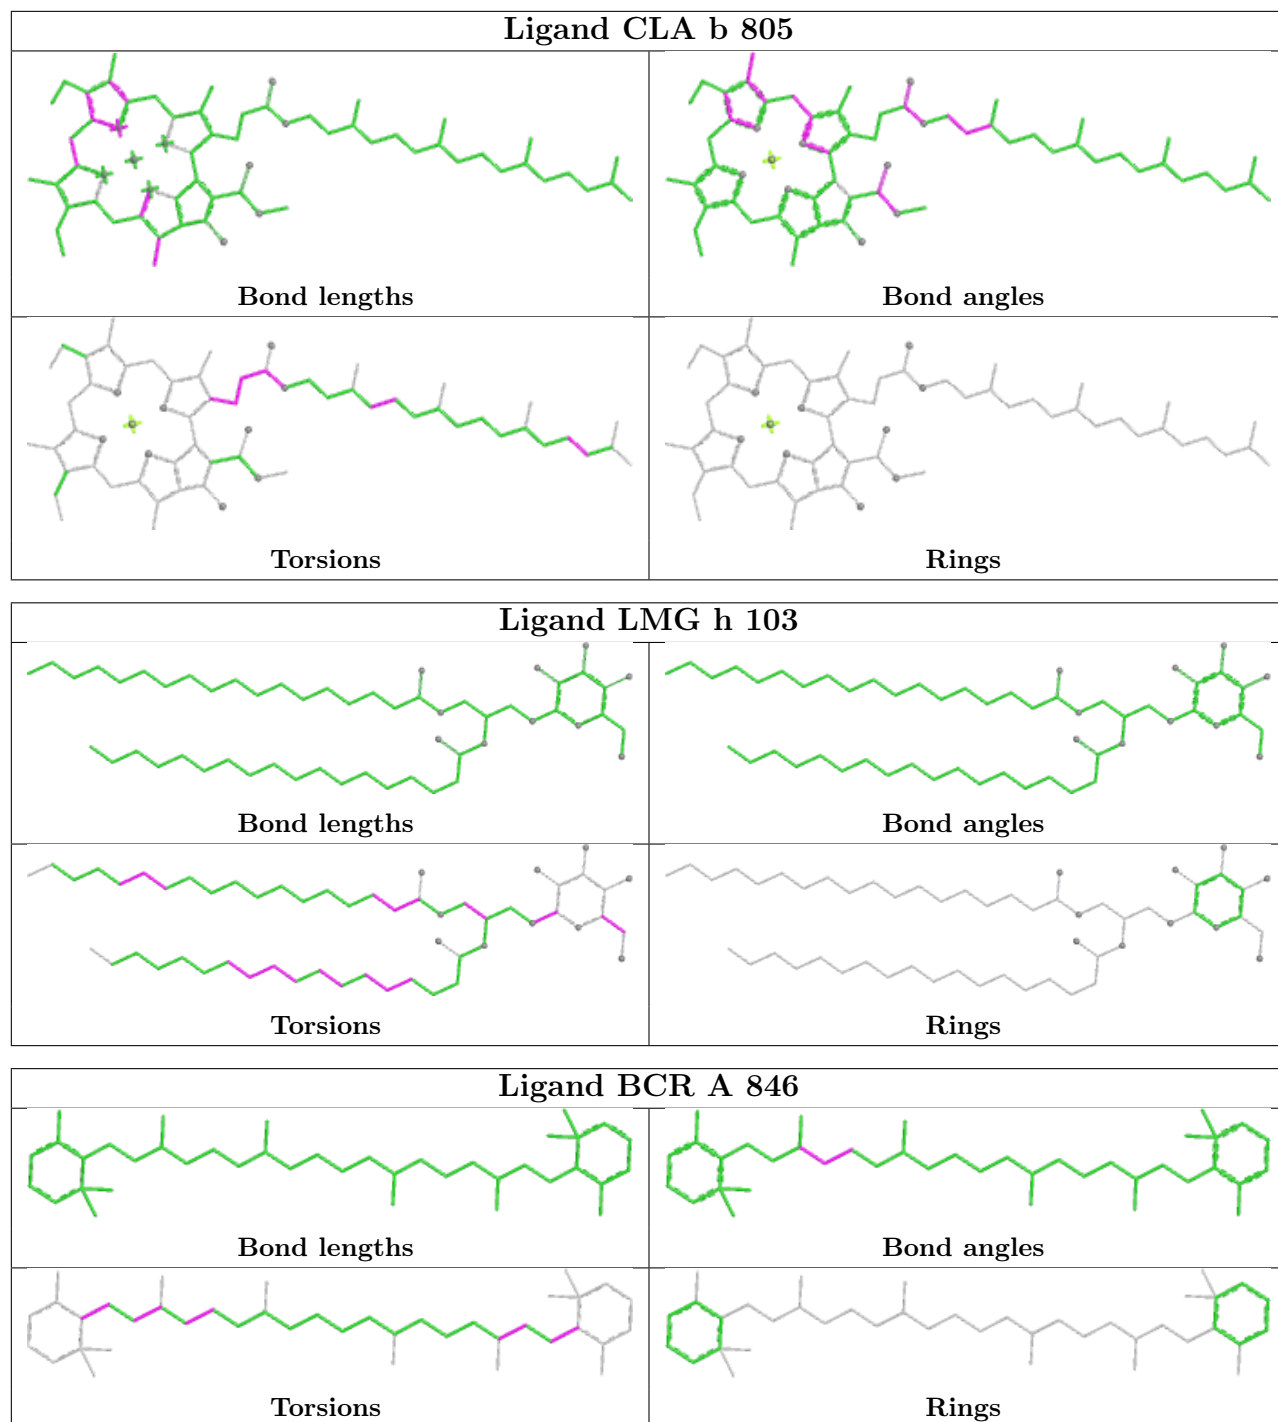 Ligand CLA b 805
Bond lengths
Bond angles
Torsions
Rings
Ligand LMG h 103
Bond lengths
Bond angles
Torsions
Rings
Ligand BCR A 846
Bond lengths
Bond angles
Torsions
Rings